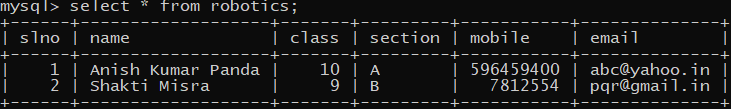 mysql> select * from robotics;
+------+--------------------+-------+---------+-----------+--------------+
| slno | name               | class | section | mobile    | email        |
+------+--------------------+-------+---------+-----------+--------------+
|    1 | Anish Kumar Panda  |    10 | A       | 596459400 | abc@yahoo.in |
|    2 | Shakti Misra       |     9 | B       |   7812554 | pqr@gmail.in |
+------+--------------------+-------+---------+-----------+--------------+